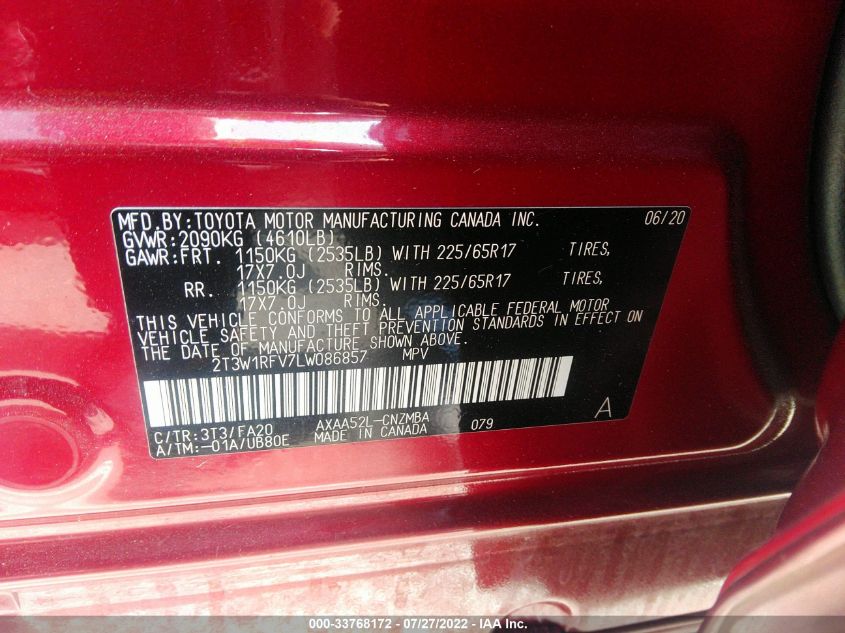 MFD.BY:TOYOTA MOTOR MANUFACTURING CANADA INC. 06/20
GVWR:2090KG (4610LB)
GAWR:FRT. 1150KG (2535LB) WITH 225/65R17 TIRES,
17X7.0J RIMS.
RR. 1150KG (2535LB) WITH 225/65R17 TIRES,
17X7.0J RIMS.
THIS VEHICLE CONFORMS TO ALL APPLICABLE FEDERAL MOTOR
VEHICLE SAFETY AND THEFT PREVENTION STANDARDS IN EFFECT ON
THE DATE OF MANUFACTURE SHOWN ABOVE.
2T3W1RFV7LW086857 MPV
A
C/TR:3T3/FA20 AXAA52L-CNZMBA 079
A/TM:-01A/UB80E MADE IN CANADA
000-33768172 - 07/27/2022 - IAA Inc.